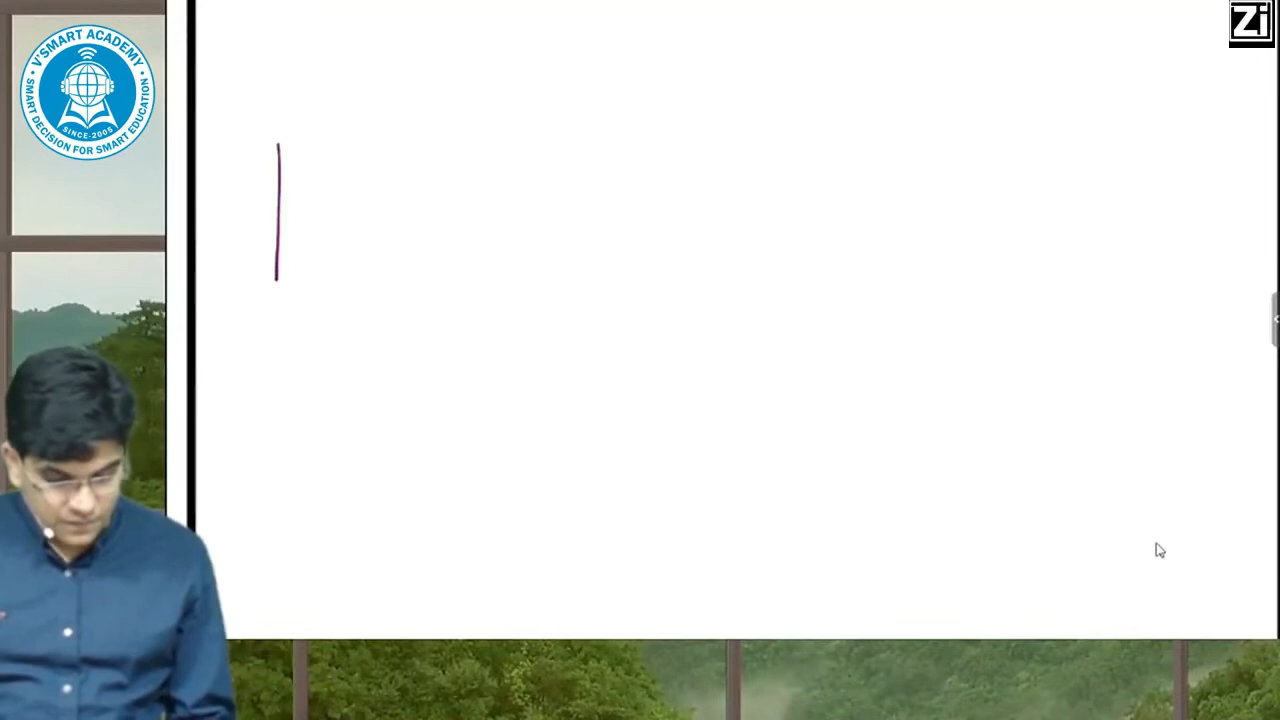 V'SMART ACADEMY
SINCE-2005
SMART DECISION FOR SMART EDUCATION
Zi